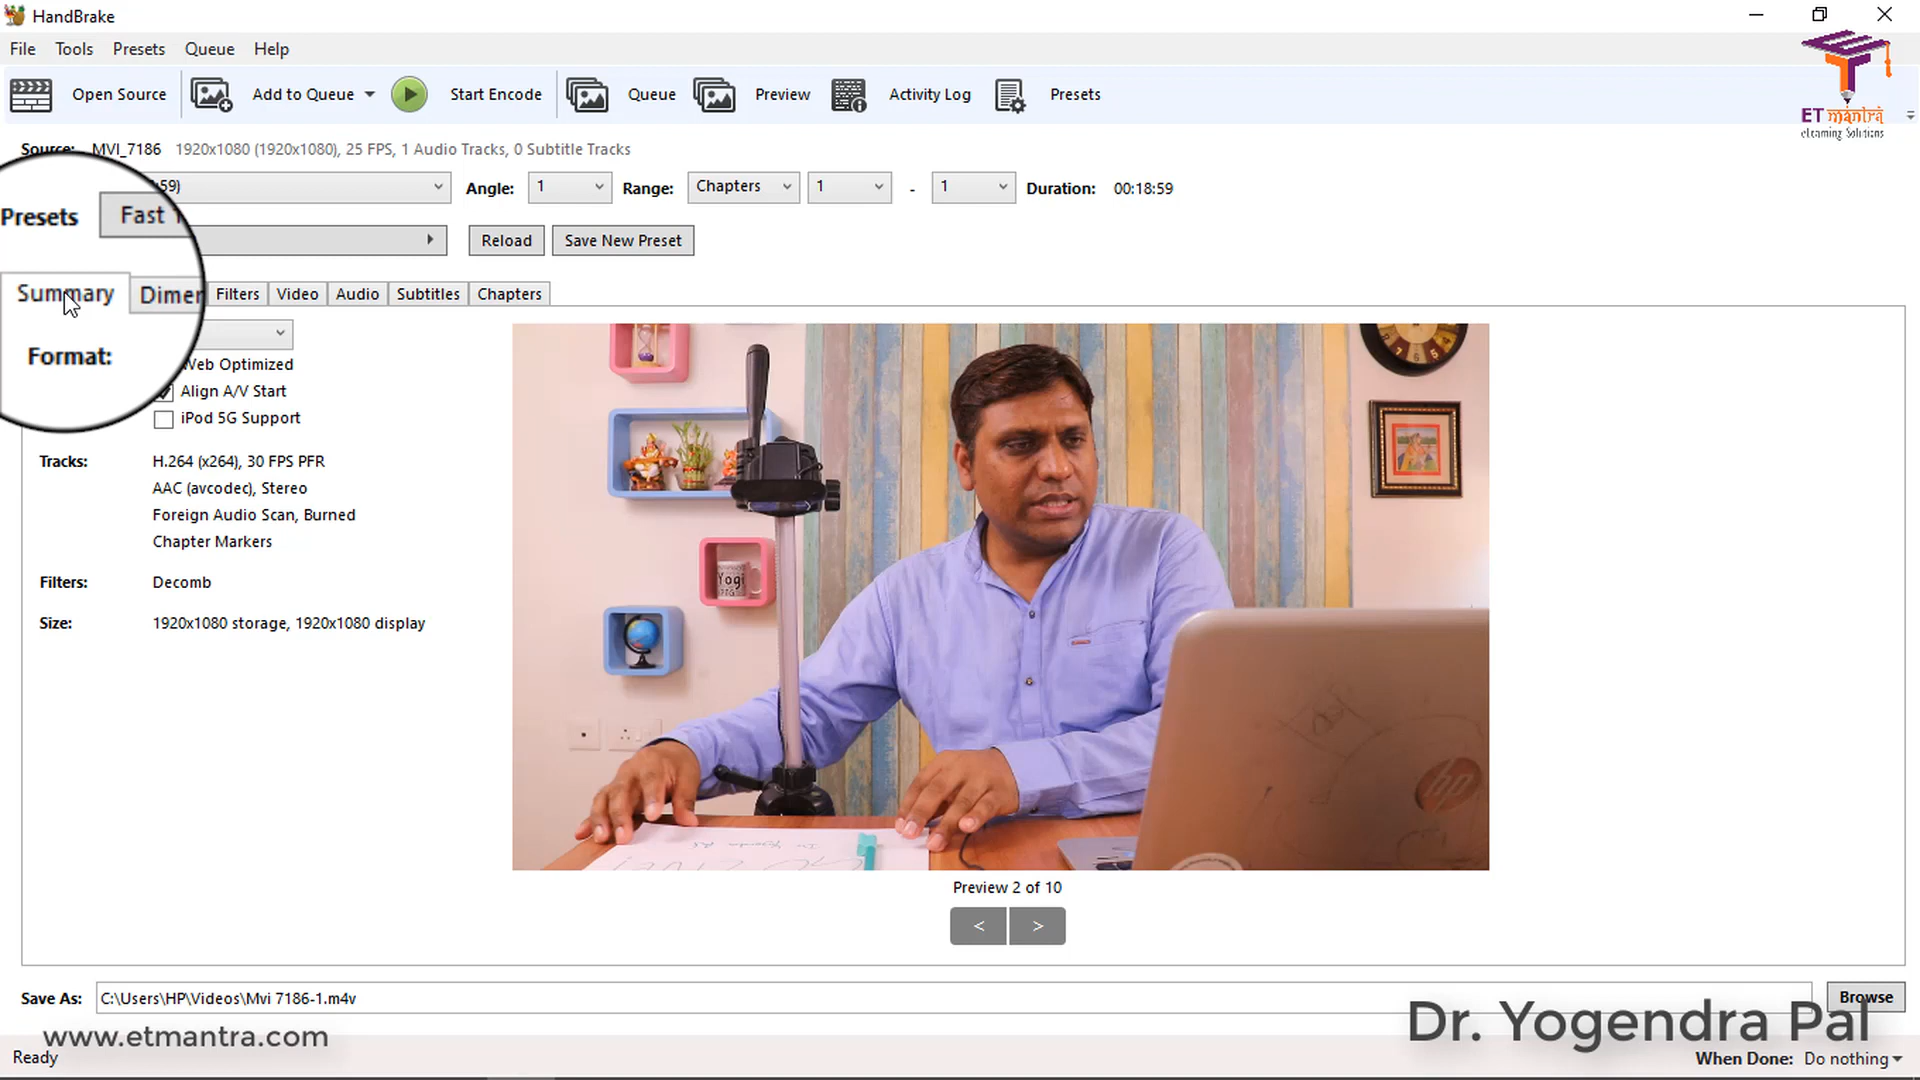 HandBrake
File Tools Presets Queue Help
Open Source Add to Queue Start Encode Queue Preview Activity Log Presets
ET मantra
eLearning Solutions
Source: MVI_7186 1920x1080 (1920x1080), 25 FPS, 1 Audio Tracks, 0 Subtitle Tracks
:59) Angle: 1 Range: Chapters 1 - 1 Duration: 00:18:59
Presets Fast
Reload Save New Preset
Summary Dimen Filters Video Audio Subtitles Chapters
Format:
Web Optimized
Align A/V Start
iPod 5G Support
Tracks: H.264 (x264), 30 FPS PFR
AAC (avcodec), Stereo
Foreign Audio Scan, Burned
Chapter Markers
Filters: Decomb
Size: 1920x1080 storage, 1920x1080 display
Yogi
hp
Preview 2 of 10
< >
Save As: C:\Users\HP\Videos\Mvi 7186-1.m4v Browse
www.etmantra.com
Dr. Yogendra Pal
Ready When Done: Do nothing